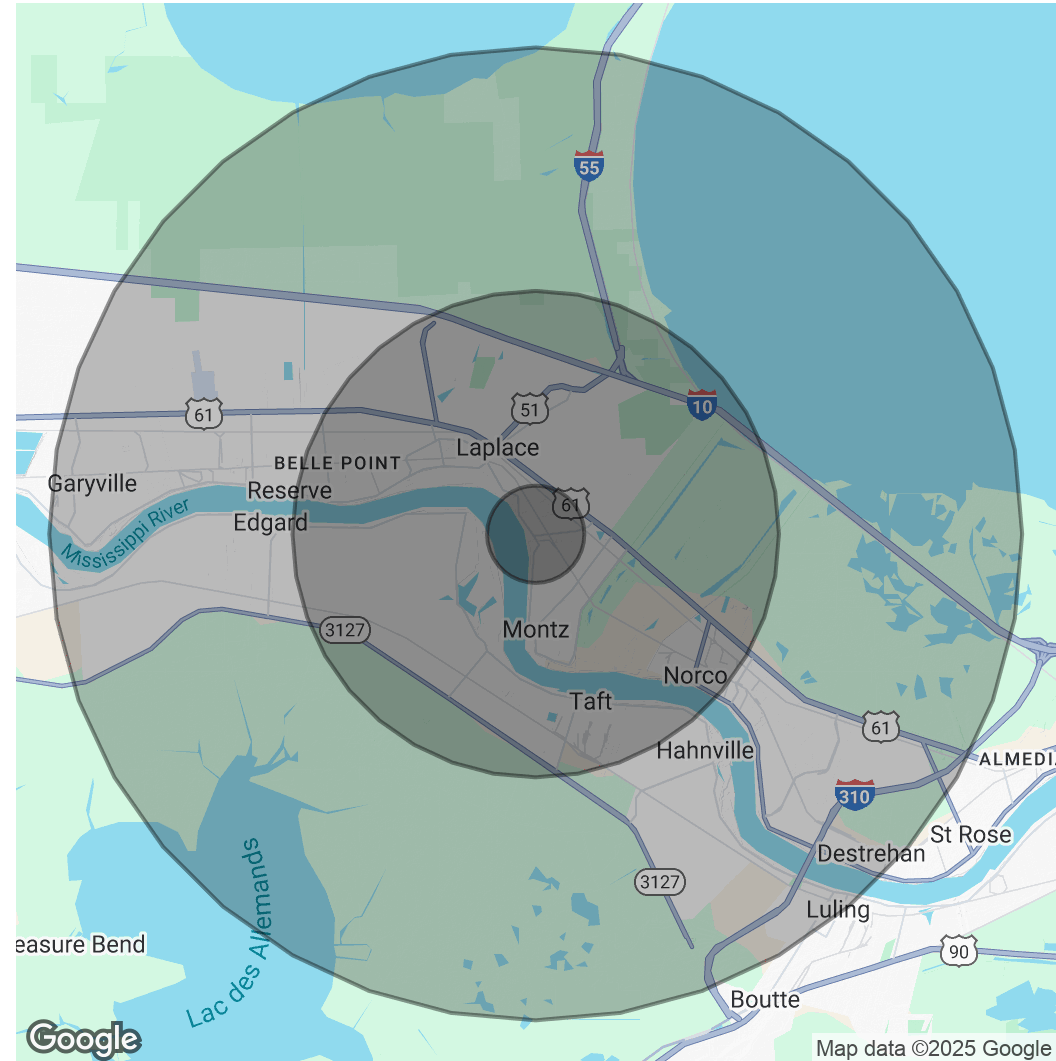 55
10
51
61
BELLE POINT
Laplace
Garyville
Reserve
61
Edgard
Mississippi River
3127
Montz
Norco
Taft
Hahnville
61
ALMEDI
310
St Rose
Destrehan
3127
Luling
easure Bend
Lac des Allemands
90
Boutte
Google
Map data ©2025 Google